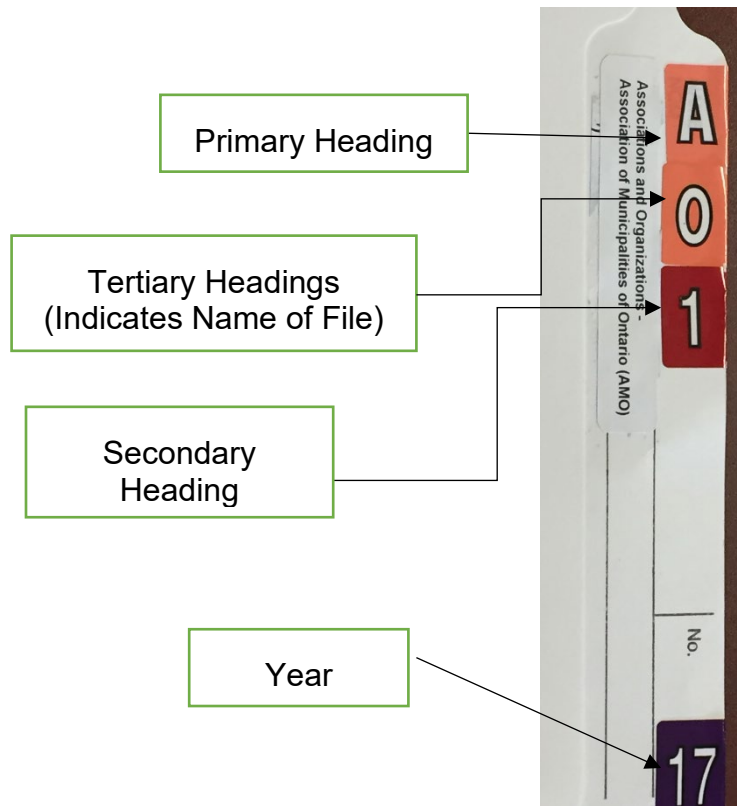 Primary Heading
Tertiary Headings
(Indicates Name of File)
Secondary
Heading
Year
A
0
1
Associations and Organizations -
Association of Municipalities of Ontario (AMO)
No.
17